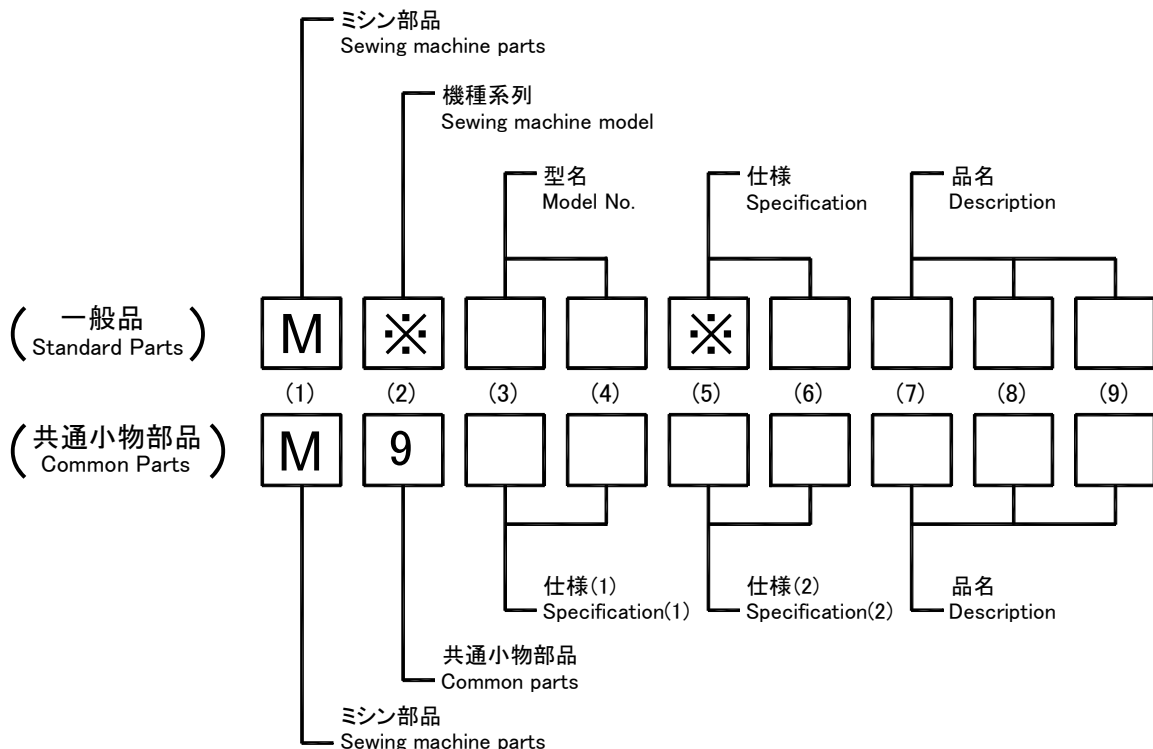 ミシン部品
Sewing machine parts
機種系列
Sewing machine model
型名
Model No.
仕様
Specification
品名
Description
(一般品
Standard Parts)
M ※ ※
(1) (2) (3) (4) (5) (6) (7) (8) (9)
(共通小物部品
Common Parts)
M 9
仕様(1)
Specification(1)
仕様(2)
Specification(2)
品名
Description
共通小物部品
Common parts
ミシン部品
Sewing machine parts